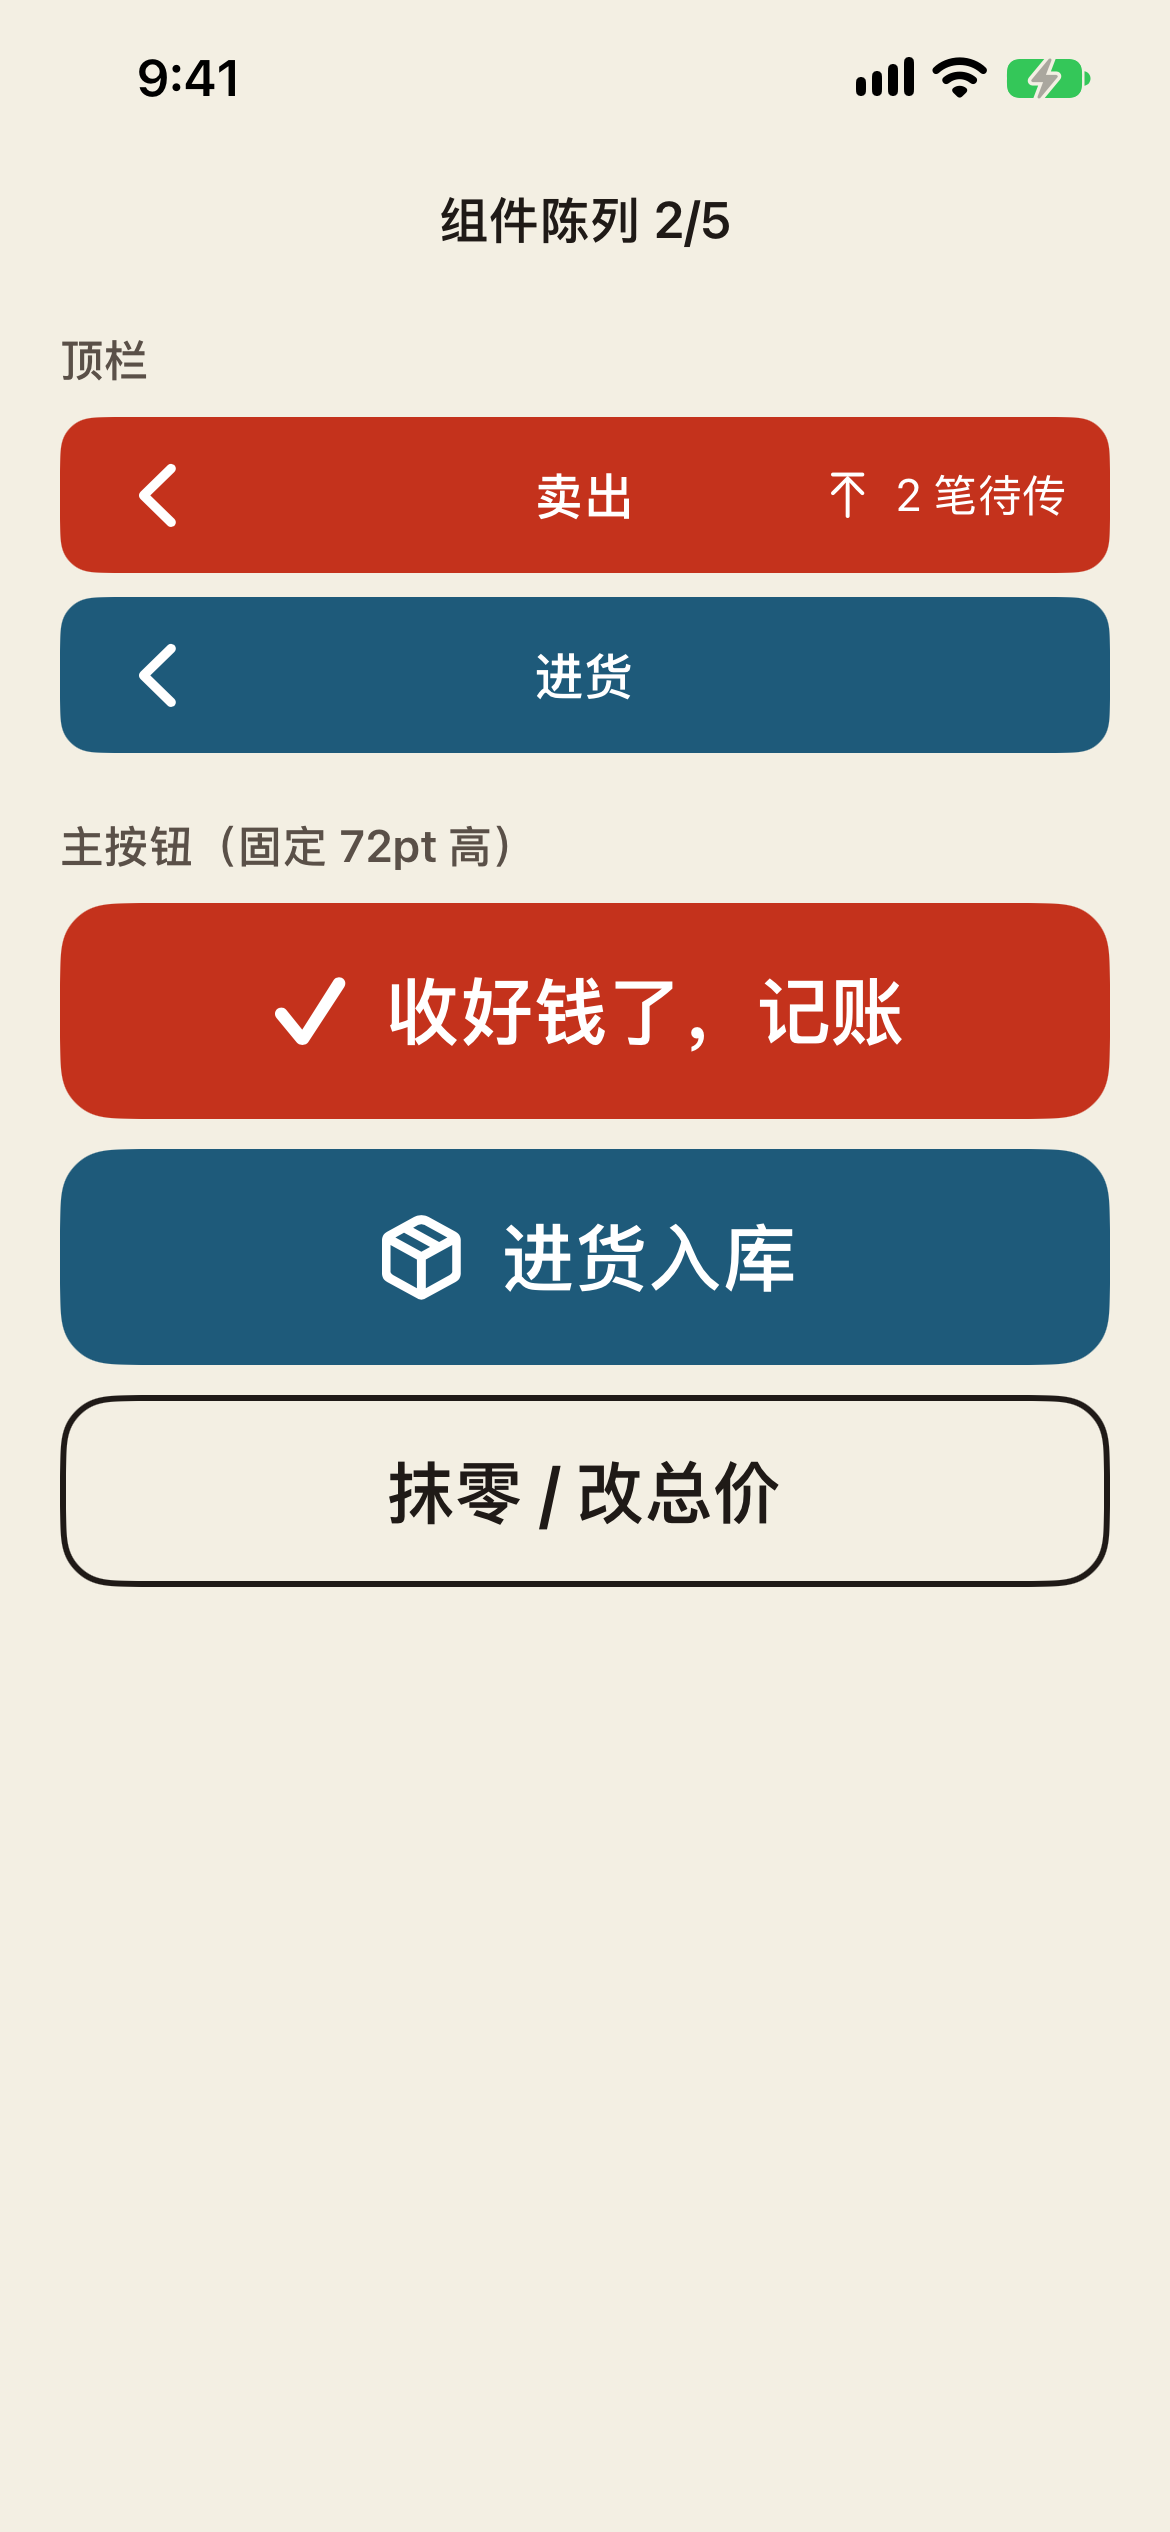 9:41
组件陈列 2/5
顶栏
卖出
2 笔待传
进货
主按钮（固定 72pt 高）
收好钱了，记账
进货入库
抹零 / 改总价